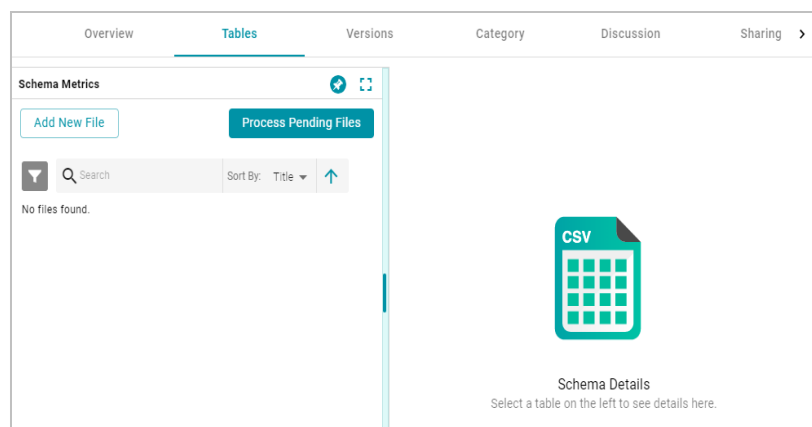 Overview Tables Versions Category Discussion Sharing
Schema Metrics
Add New File Process Pending Files
Search Sort By: Title
No files found.
CSV
Schema Details
Select a table on the left to see details here.